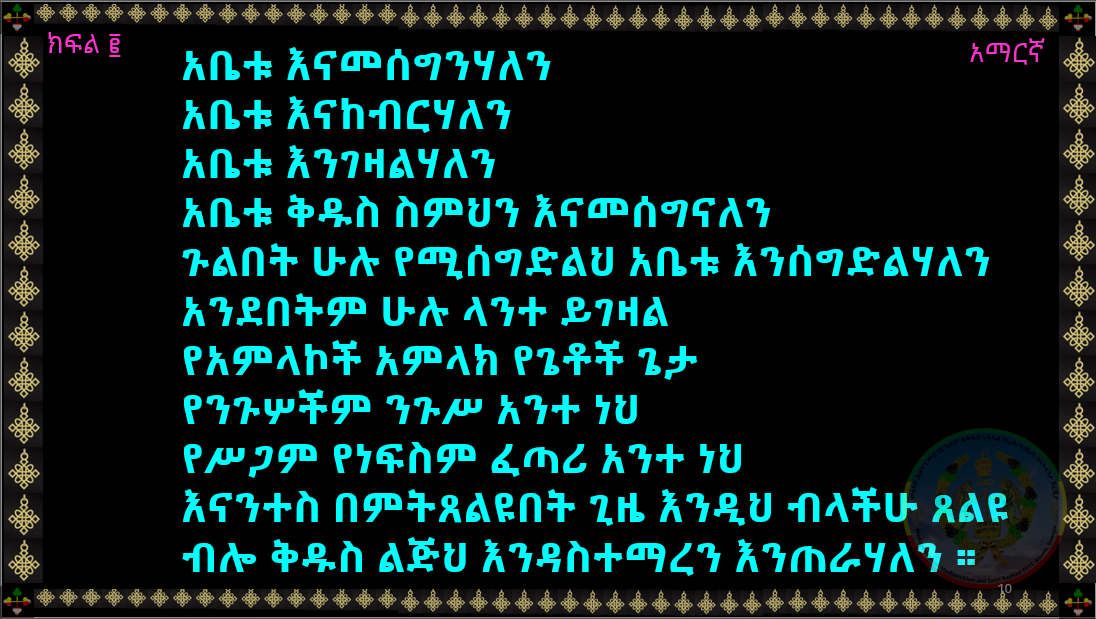 ክፍል ፪
አማርኛ
አቤቱ እናመሰግንሃለን
አቤቱ እናከብርሃለን
አቤቱ እንገዛልሃለን
አቤቱ ቅዱስ ስምህን እናመሰግናለን
ጉልበት ሁሉ የሚሰግድልህ አቤቱ እንሰግድልሃለን
አንደበትም ሁሉ ላንተ ይገዛል
የአምላኮች አምላክ የጌቶች ጌታ
የንጉሦችም ንጉሥ አንተ ነህ
የሥጋም የነፍስም ፈጣሪ አንተ ነህ
እናንተስ በምትጸልዩበት ጊዜ እንዲህ ብላችሁ ጸልዩ
ብሎ ቅዱስ ልጅህ እንዳስተማረን እንጠራሃለን ።
10